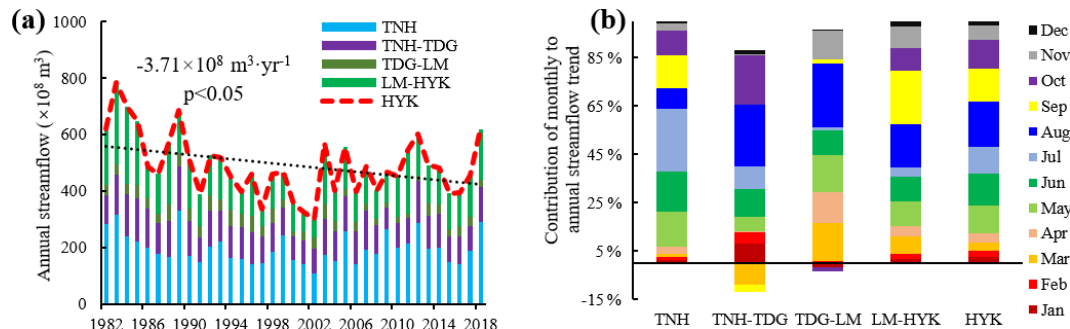 (a)
Annual streamflow (×10⁸ m³)
1000
800
600
400
200
0
-3.71×10⁸ m³·yr⁻¹
p<0.05
TNH
TNH-TDG
TDG-LM
LM-HYK
HYK
1982 1986 1990 1994 1998 2002 2006 2010 2014 2018
(b)
Contribution of monthly to
annual streamflow trend
85 %
65 %
45 %
25 %
5 %
-15 %
TNH TNH-TDG TDG-LM LM-HYK HYK
Dec
Nov
Oct
Sep
Aug
Jul
Jun
May
Apr
Mar
Feb
Jan